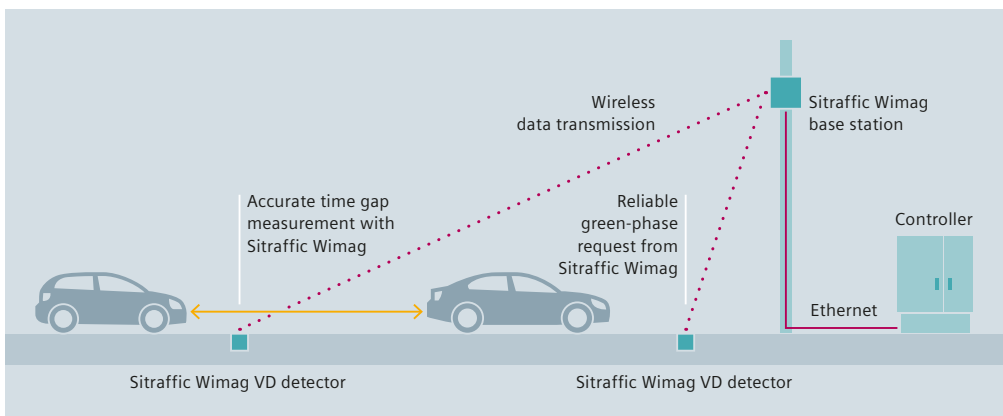 Wireless
data transmission
Sitraffic Wimag
base station
Accurate time gap
measurement with
Sitraffic Wimag
Reliable
green-phase
request from
Sitraffic Wimag
Controller
Ethernet
Sitraffic Wimag VD detector
Sitraffic Wimag VD detector